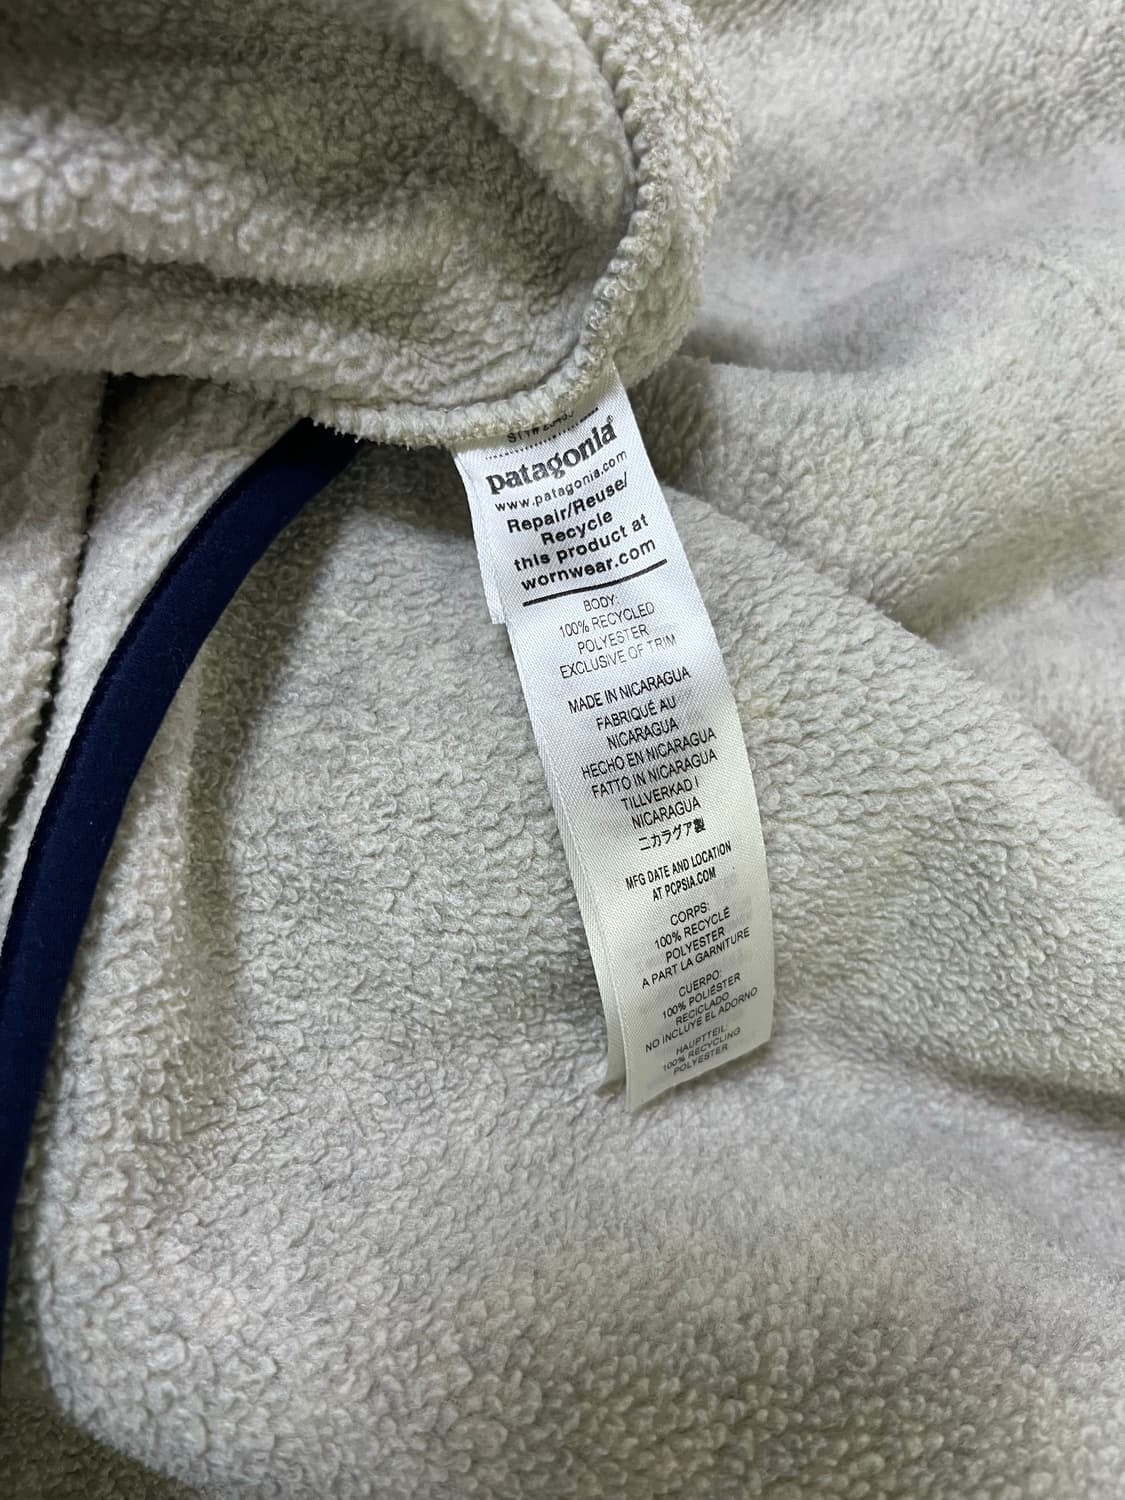 patagonia®
www.patagonia.com
Repair/Reuse/
Recycle
this product at
wornwear.com
BODY:
100% RECYCLED
POLYESTER
EXCLUSIVE OF TRIM
MADE IN NICARAGUA
FABRIQUÉ AU
NICARAGUA
HECHO EN NICARAGUA
FATTO IN NICARAGUA
TILLVERKAD I
NICARAGUA
ニカラグア製
MFG DATE AND LOCATION
AT PCPSIA.COM
CORPS:
100% RECYCLÉ
POLYESTER
A PART LA GARNITURE
CUERPO:
100% POLIÉSTER
RECICLADO
NO INCLUYE EL ADORNO
HAUPTTEIL
100% RECYCLING
POLYESTER